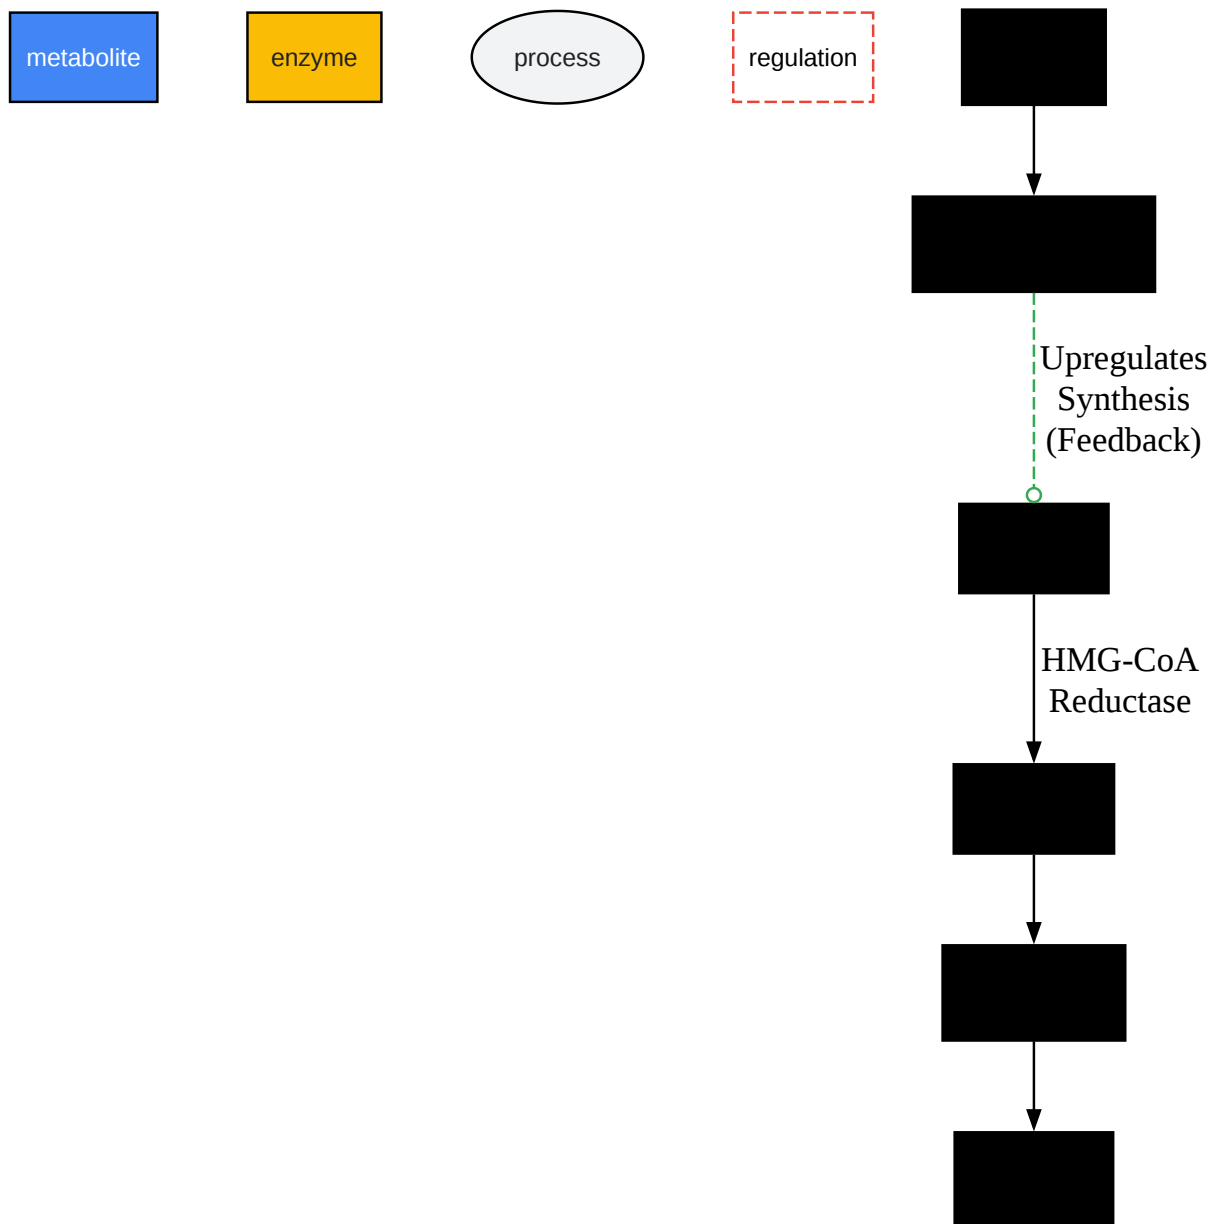 metabolite
enzyme
process
regulation
Upregulates
Synthesis
(Feedback)
HMG-CoA
Reductase